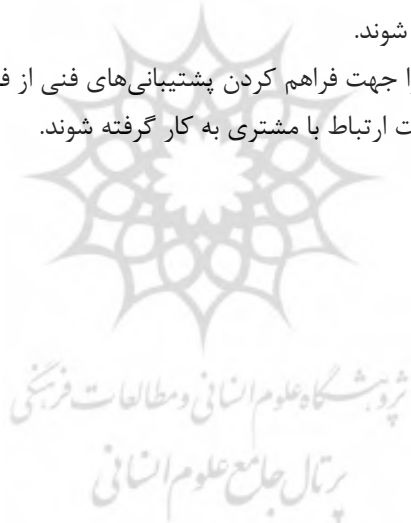 شوند.
ا جهت فراهم کردن پشتیبانی‌های فنی از ف
ت ارتباط با مشتری به کار گرفته شوند.
پژوهشگاه علوم انسانی و مطالعات فرهنگی
پرتال جامع علوم انسانی